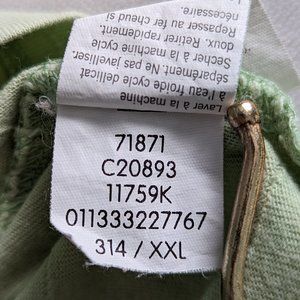 Laver à la machine
à l'eau froide cycle délicat
séparément. Ne pas javelliser.
Sécher à la machine cycle
doux. Retirer rapidement.
Repasser au fer chaud si
nécessaire.
71871
C20893
11759K
011333227767
314 / XXL